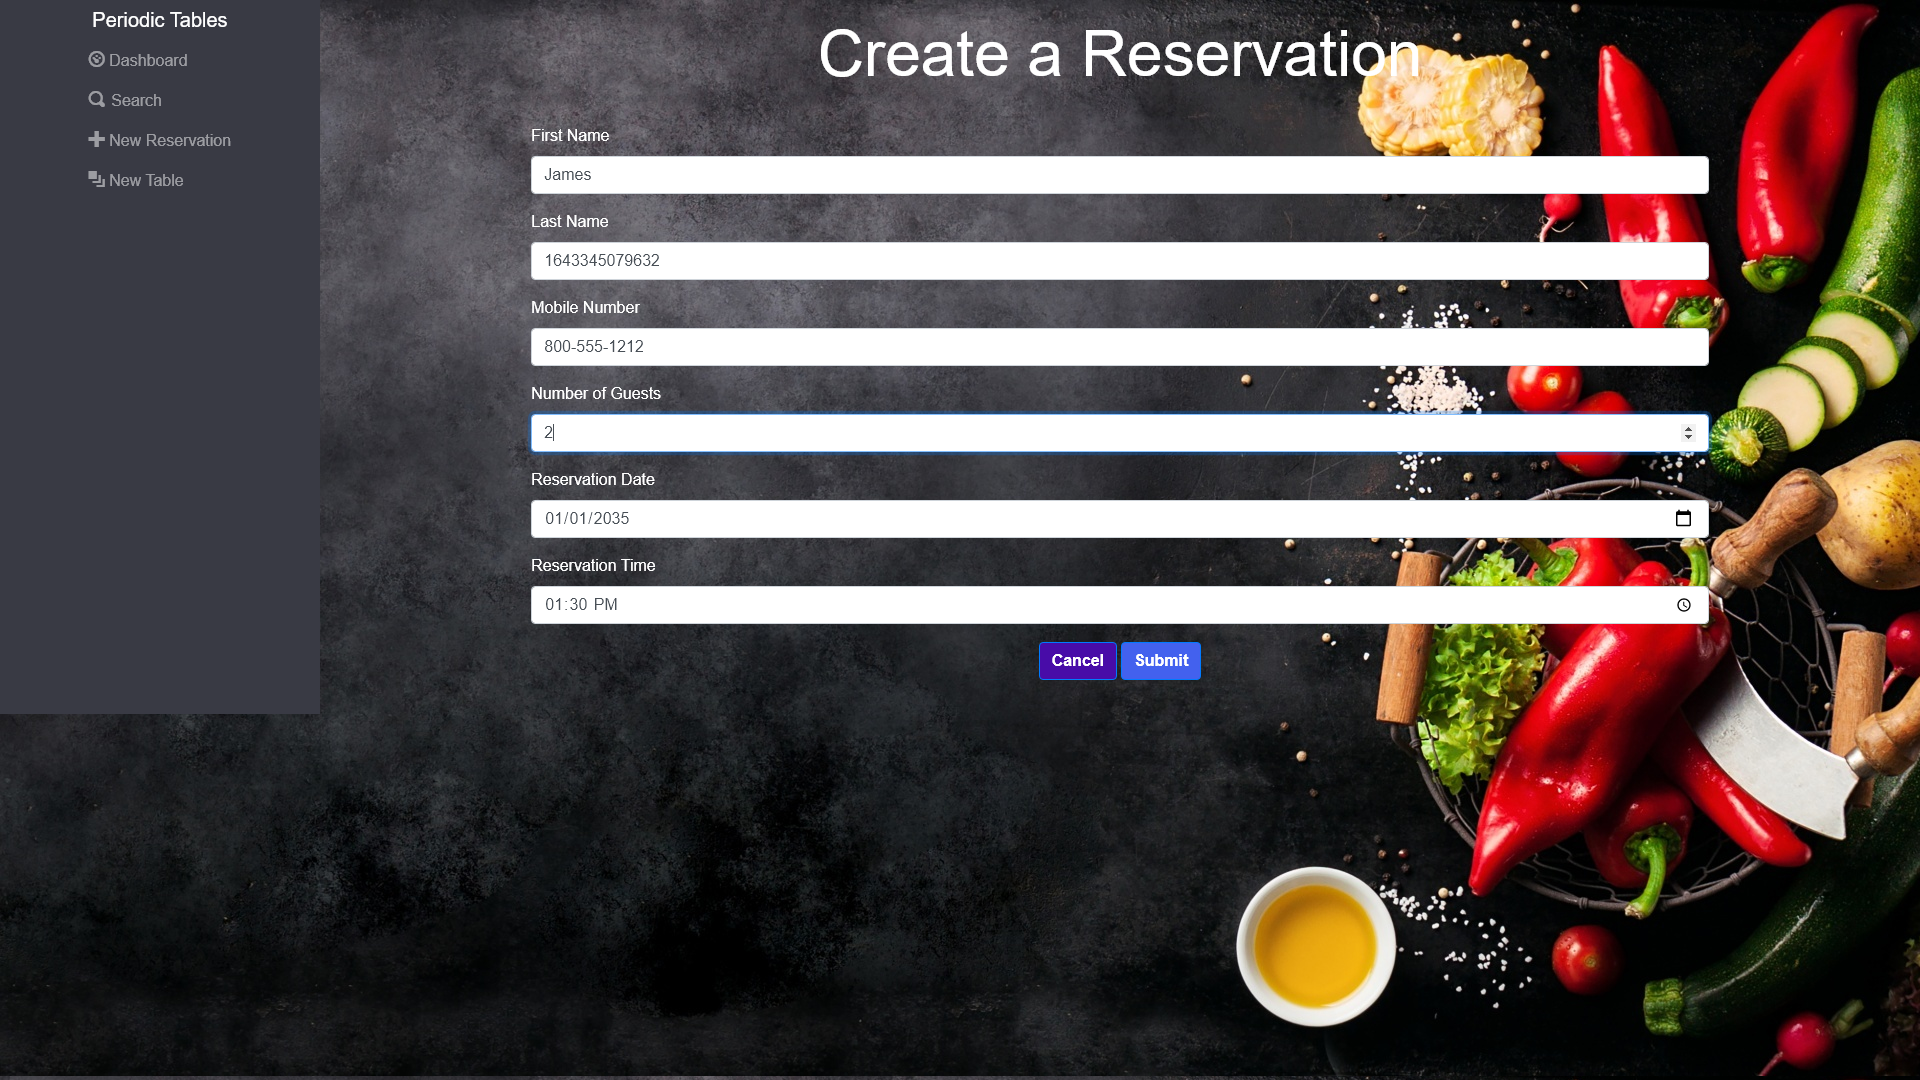 Periodic Tables
Dashboard
Search
New Reservation
New Table
Create a Reservation
First Name
James
Last Name
1643345079632
Mobile Number
800-555-1212
Number of Guests
2
Reservation Date
01/01/2035
Reservation Time
01:30 PM
Cancel
Submit